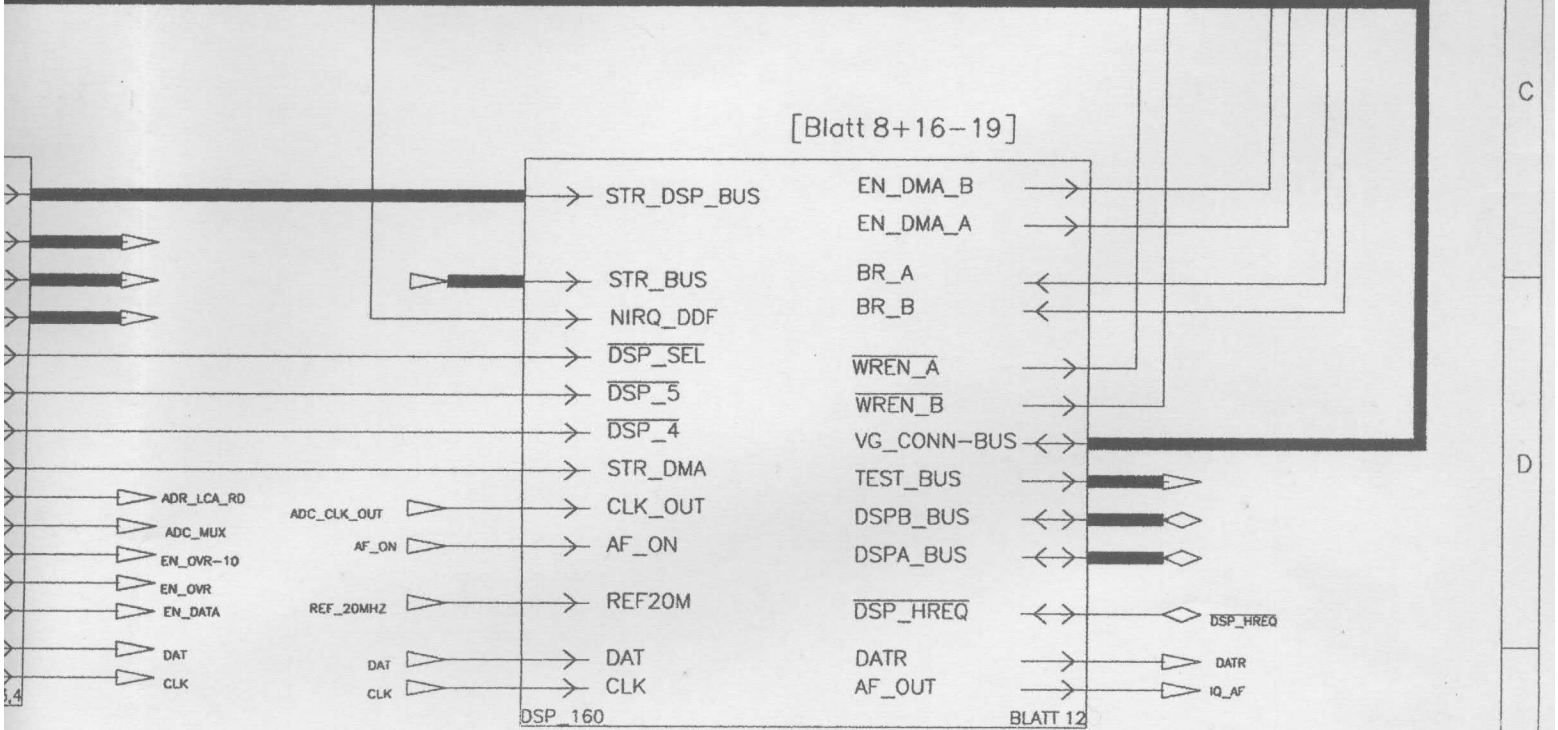 C
[Blatt 8+16-19]
STR_DSP_BUS
EN_DMA_B
EN_DMA_A
STR_BUS
BR_A
NIRQ_DDF
BR_B
DSP_SEL
WREN_A
DSP_5
WREN_B
DSP_4
VG_CONN-BUS
D
STR_DMA
TEST_BUS
ADR_LCA_RD
ADC_CLK_OUT
CLK_OUT
DSPB_BUS
ADC_MUX
AF_ON
AF_ON
DSPA_BUS
EN_OVR-10
EN_OVR
EN_DATA
REF_20MHZ
REF20M
DSP_HREQ
DSP_HREQ
DAT
DAT
DAT
DATR
DATR
CLK
CLK
CLK
AF_OUT
IQ_AF
DSP_160
BLATT 12